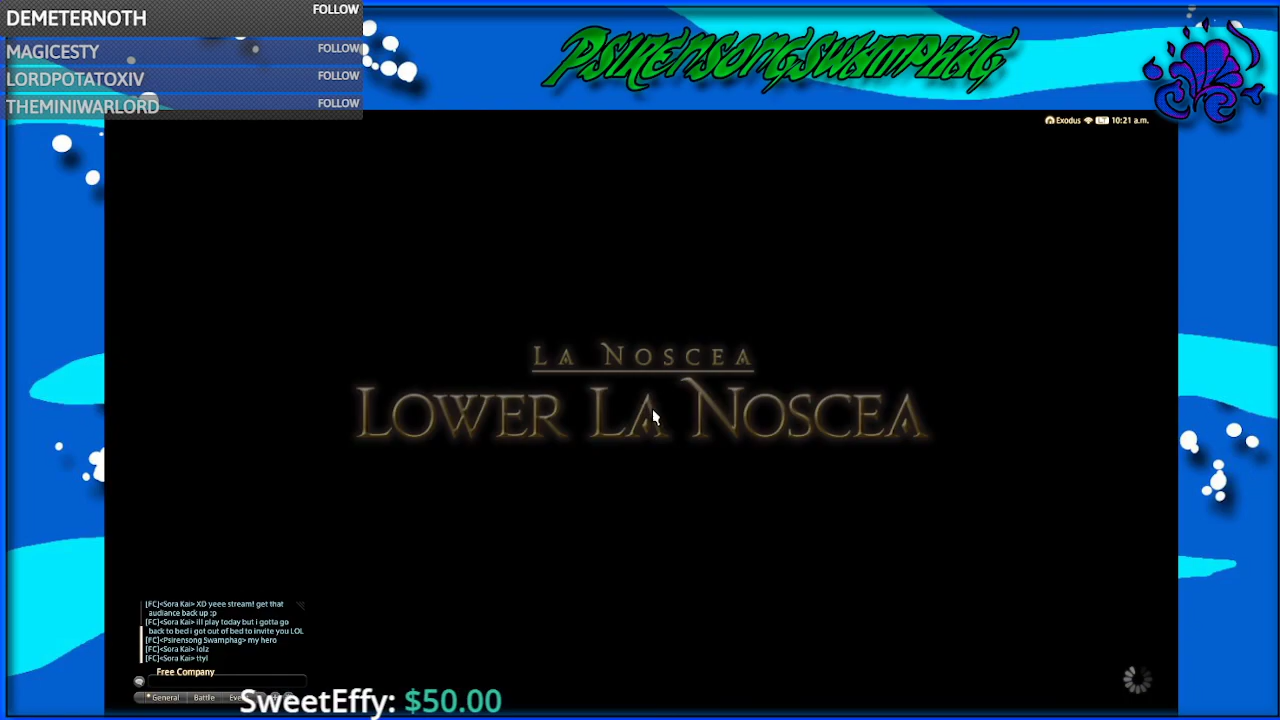 DEMETERNOTH FOLLOW
MAGICESTY FOLLOW
LORDPOTATOXIV FOLLOW
THEMINIWARLORD FOLLOW
PSIRENSONGSWAMPHAG
Exodus LT 10:21 a.m.
LA NOSCEA
LOWER LA NOSCEA
[FC]<Sora Kai> XD yeee stream! get that
audiance back up :p
[FC]<Sora Kai> ill play today but i gotta go
back to bed i got out of bed to invite you LOL
[FC]<Psirensong Swamphag> my hero
[FC]<Sora Kai> lolz
[FC]<Sora Kai> ttyl
Free Company
General Battle
SweetEffy: $50.00